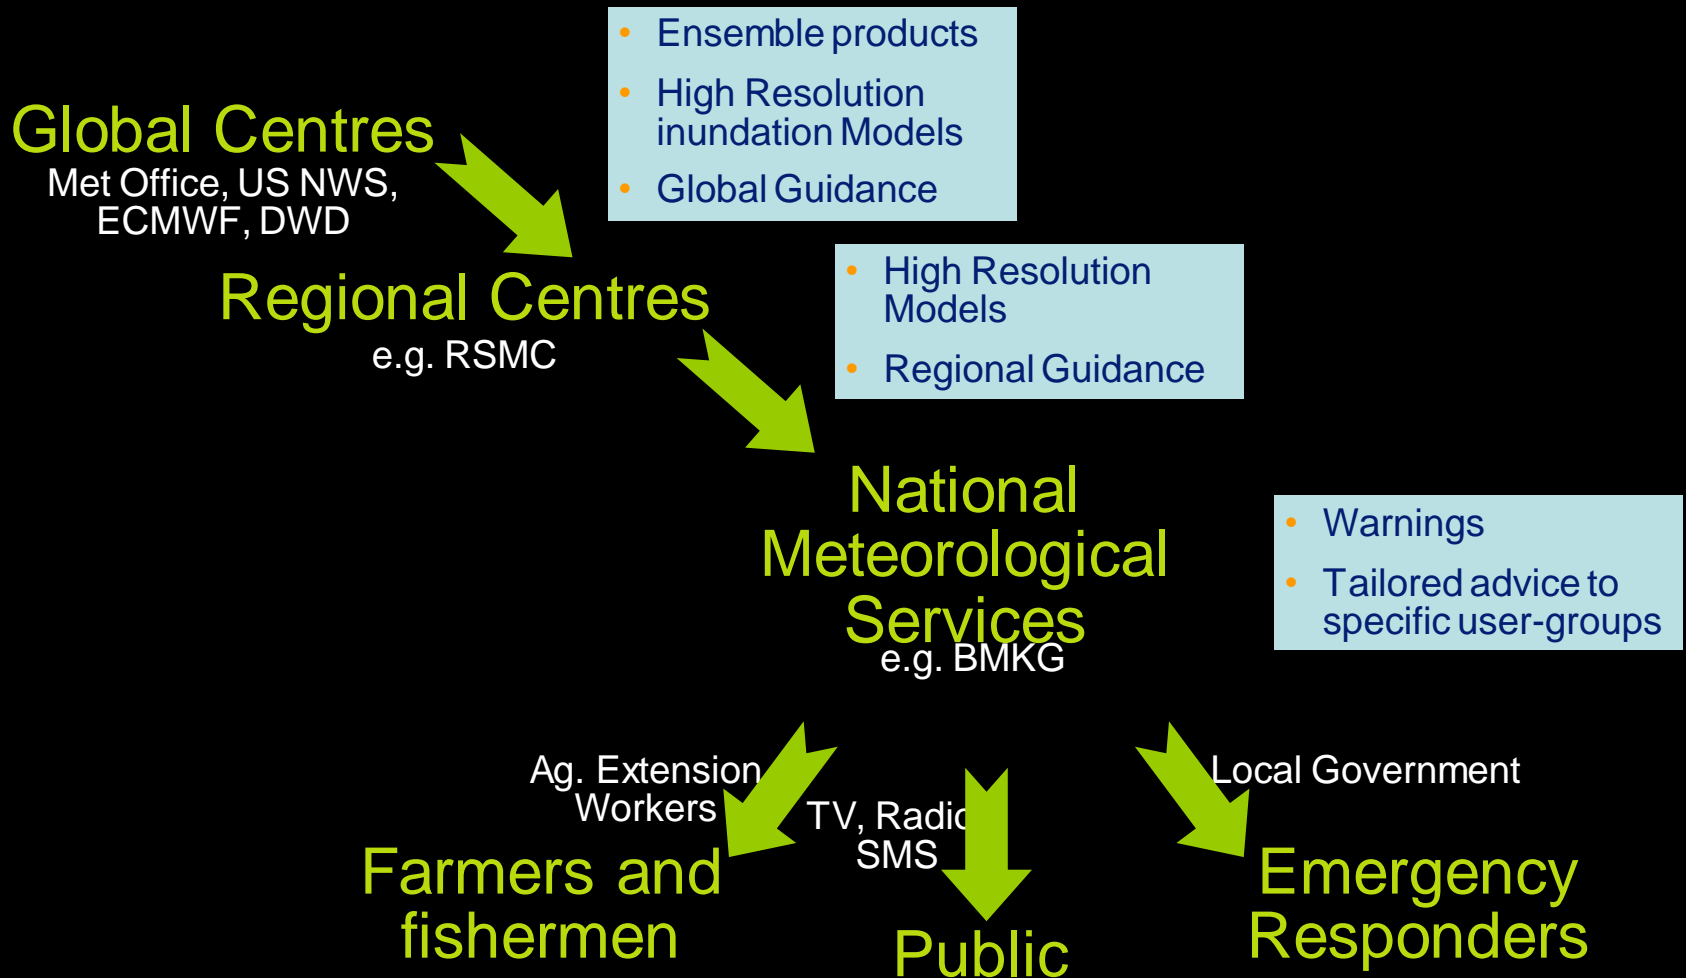 • Ensemble products
• High Resolution
inundation Models
• Global Guidance
Global Centres
Met Office, US NWS,
ECMWF, DWD
Regional Centres
e.g. RSMC
• High Resolution
Models
• Regional Guidance
National
Meteorological
Services
e.g. BMKG
• Warnings
• Tailored advice to
specific user-groups
Ag. Extension
Workers
TV, Radio
SMS
Local Government
Farmers and
fishermen
Public
Emergency
Responders